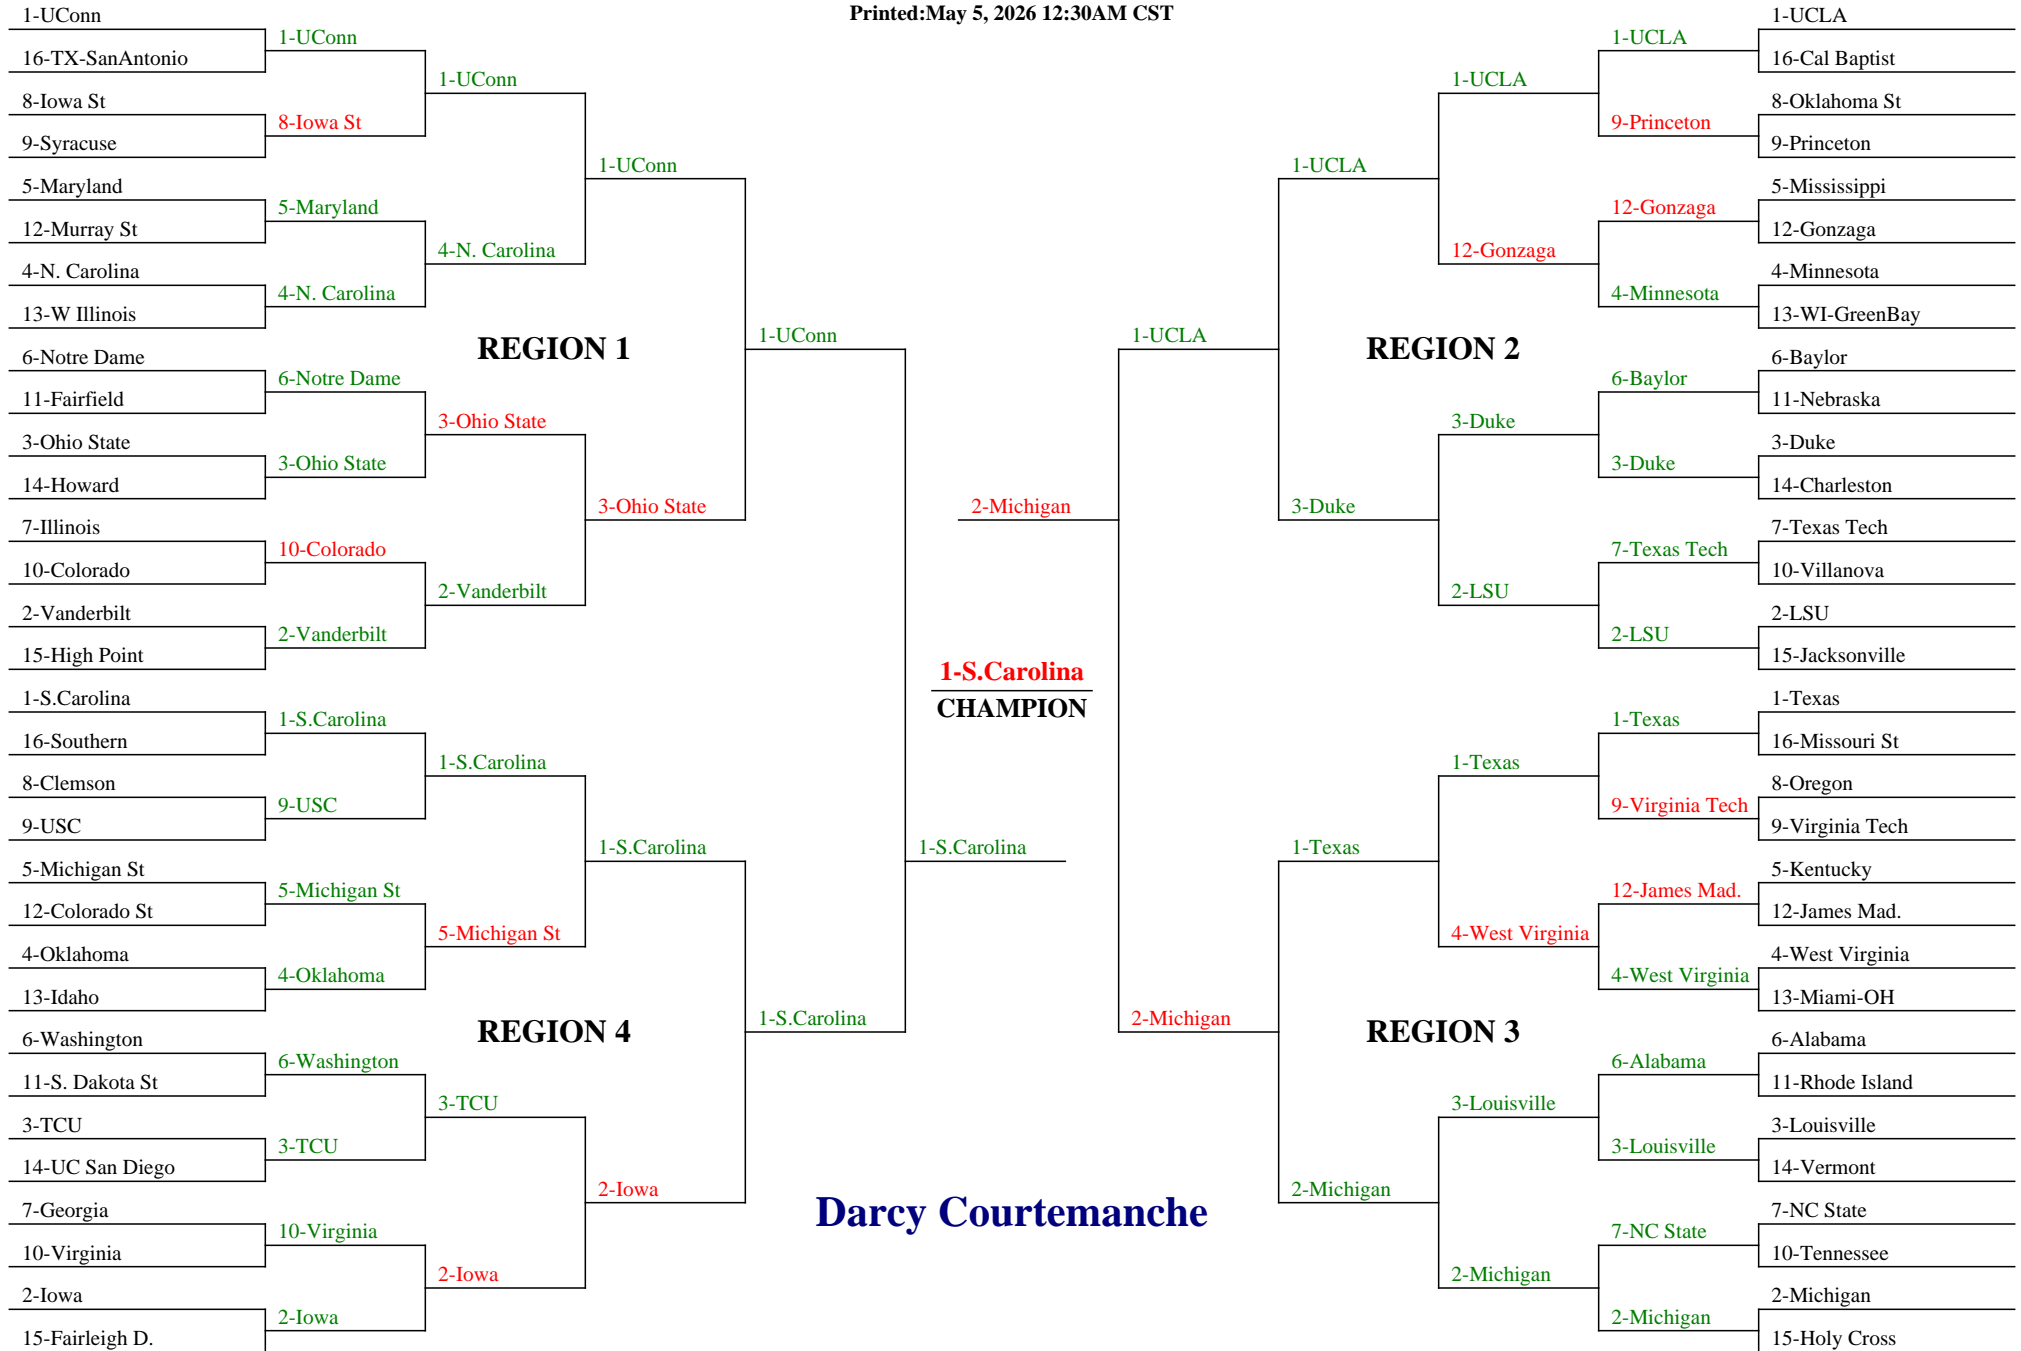 Printed:May 5, 2026 12:30AM CST
1-UConn
16-TX-SanAntonio
8-Iowa St
9-Syracuse
5-Maryland
12-Murray St
4-N. Carolina
13-W Illinois
6-Notre Dame
11-Fairfield
3-Ohio State
14-Howard
7-Illinois
10-Colorado
2-Vanderbilt
15-High Point
1-S.Carolina
16-Southern
8-Clemson
9-USC
5-Michigan St
12-Colorado St
4-Oklahoma
13-Idaho
6-Washington
11-S. Dakota St
3-TCU
14-UC San Diego
7-Georgia
10-Virginia
2-Iowa
15-Fairleigh D.
1-UConn
8-Iowa St
5-Maryland
4-N. Carolina
6-Notre Dame
3-Ohio State
10-Colorado
2-Vanderbilt
1-S.Carolina
9-USC
5-Michigan St
4-Oklahoma
6-Washington
3-TCU
10-Virginia
2-Iowa
1-UConn
4-N. Carolina
3-Ohio State
2-Vanderbilt
1-S.Carolina
5-Michigan St
3-TCU
2-Iowa
REGION 1
REGION 4
1-UConn
3-Ohio State
1-S.Carolina
2-Iowa
1-UConn
1-S.Carolina
1-S.Carolina
2-Michigan
1-S.Carolina
CHAMPION
Darcy Courtemanche
1-UCLA
2-Michigan
1-UCLA
3-Duke
1-Texas
2-Michigan
REGION 2
REGION 3
1-UCLA
12-Gonzaga
3-Duke
2-LSU
1-Texas
4-West Virginia
3-Louisville
2-Michigan
1-UCLA
9-Princeton
12-Gonzaga
4-Minnesota
6-Baylor
3-Duke
7-Texas Tech
2-LSU
1-Texas
9-Virginia Tech
12-James Mad.
4-West Virginia
6-Alabama
3-Louisville
7-NC State
2-Michigan
1-UCLA
16-Cal Baptist
8-Oklahoma St
9-Princeton
5-Mississippi
12-Gonzaga
4-Minnesota
13-WI-GreenBay
6-Baylor
11-Nebraska
3-Duke
14-Charleston
7-Texas Tech
10-Villanova
2-LSU
15-Jacksonville
1-Texas
16-Missouri St
8-Oregon
9-Virginia Tech
5-Kentucky
12-James Mad.
4-West Virginia
13-Miami-OH
6-Alabama
11-Rhode Island
3-Louisville
14-Vermont
7-NC State
10-Tennessee
2-Michigan
15-Holy Cross